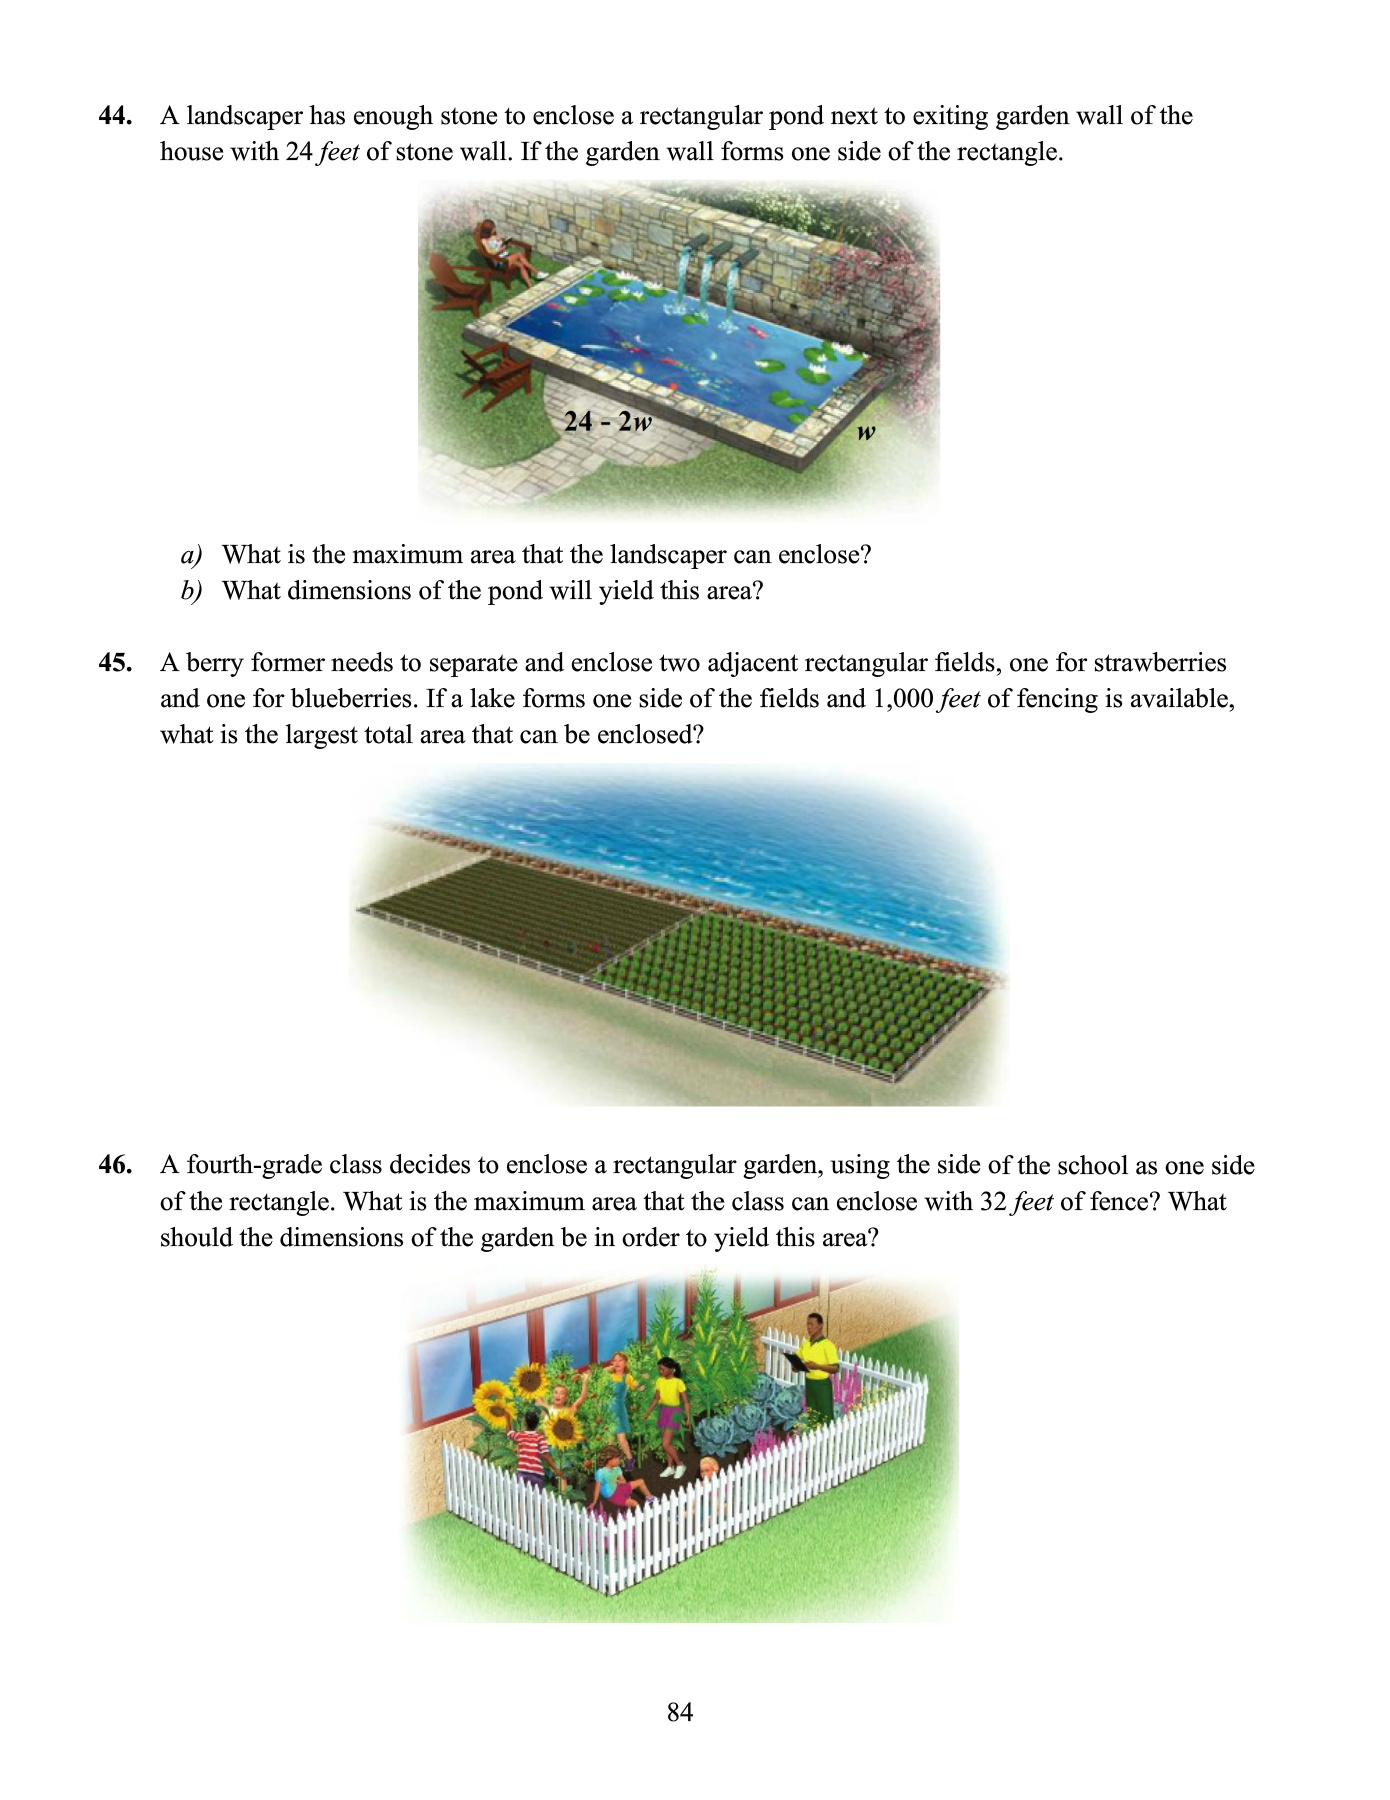 44. A landscaper has enough stone to enclose a rectangular pond next to exiting garden wall of the
house with 24 feet of stone wall. If the garden wall forms one side of the rectangle.
24 - 2w
w
a) What is the maximum area that the landscaper can enclose?
b) What dimensions of the pond will yield this area?
45. A berry former needs to separate and enclose two adjacent rectangular fields, one for strawberries
and one for blueberries. If a lake forms one side of the fields and 1,000 feet of fencing is available,
what is the largest total area that can be enclosed?
46. A fourth-grade class decides to enclose a rectangular garden, using the side of the school as one side
of the rectangle. What is the maximum area that the class can enclose with 32 feet of fence? What
should the dimensions of the garden be in order to yield this area?
84